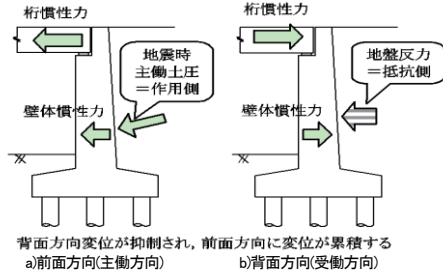 桁慣性力
地震時
主働土圧
＝作用側
壁体慣性力
桁慣性力
地盤反力
＝抵抗側
壁体慣性力
背面方向変位が抑制され，前面方向に変位が累積する
a)前面方向(主働方向)
b)背面方向(受働方向)